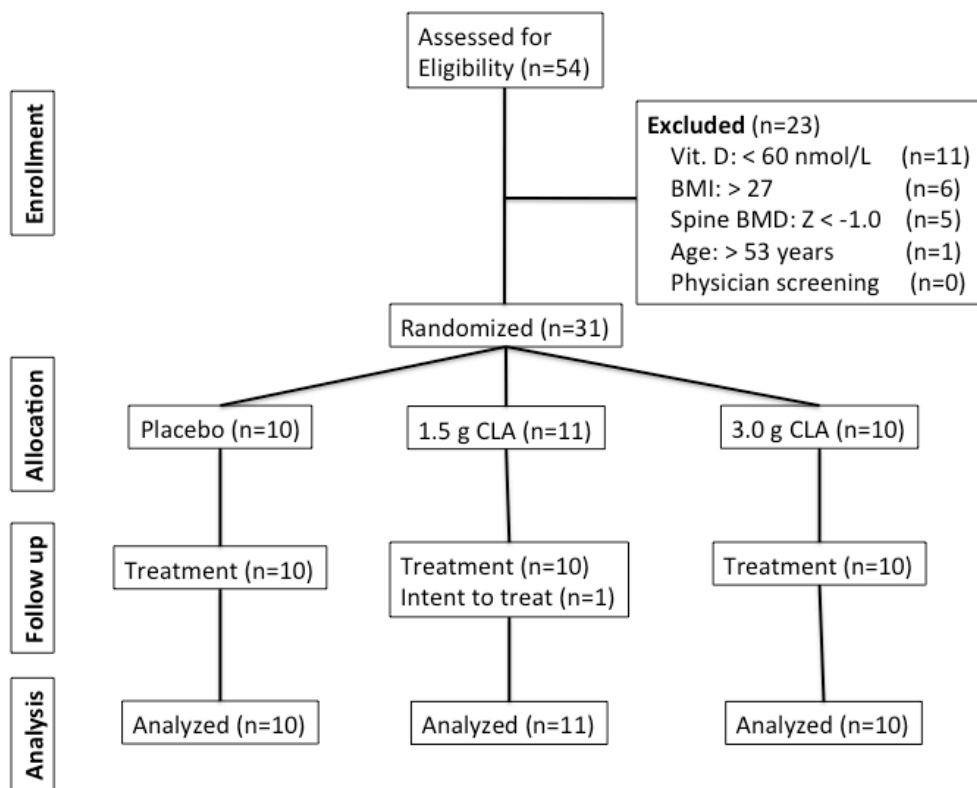 Assessed for
Eligibility (n=54)
Enrollment
Excluded (n=23)
Vit. D: < 60 nmol/L (n=11)
BMI: > 27 (n=6)
Spine BMD: Z < -1.0 (n=5)
Age: > 53 years (n=1)
Physician screening (n=0)
Randomized (n=31)
Allocation
Placebo (n=10)
1.5 g CLA (n=11)
3.0 g CLA (n=10)
Follow up
Treatment (n=10)
Treatment (n=10)
Intent to treat (n=1)
Treatment (n=10)
Analysis
Analyzed (n=10)
Analyzed (n=11)
Analyzed (n=10)